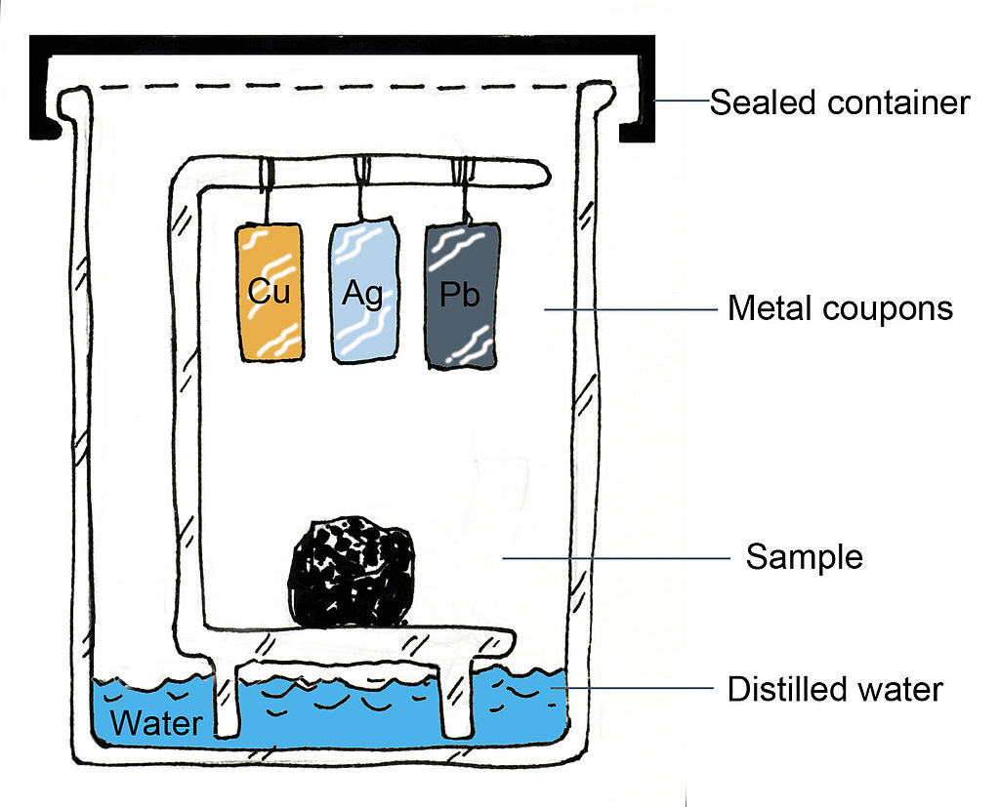 Sealed container
Cu
Ag
Pb
Metal coupons
Sample
Distilled water
Water